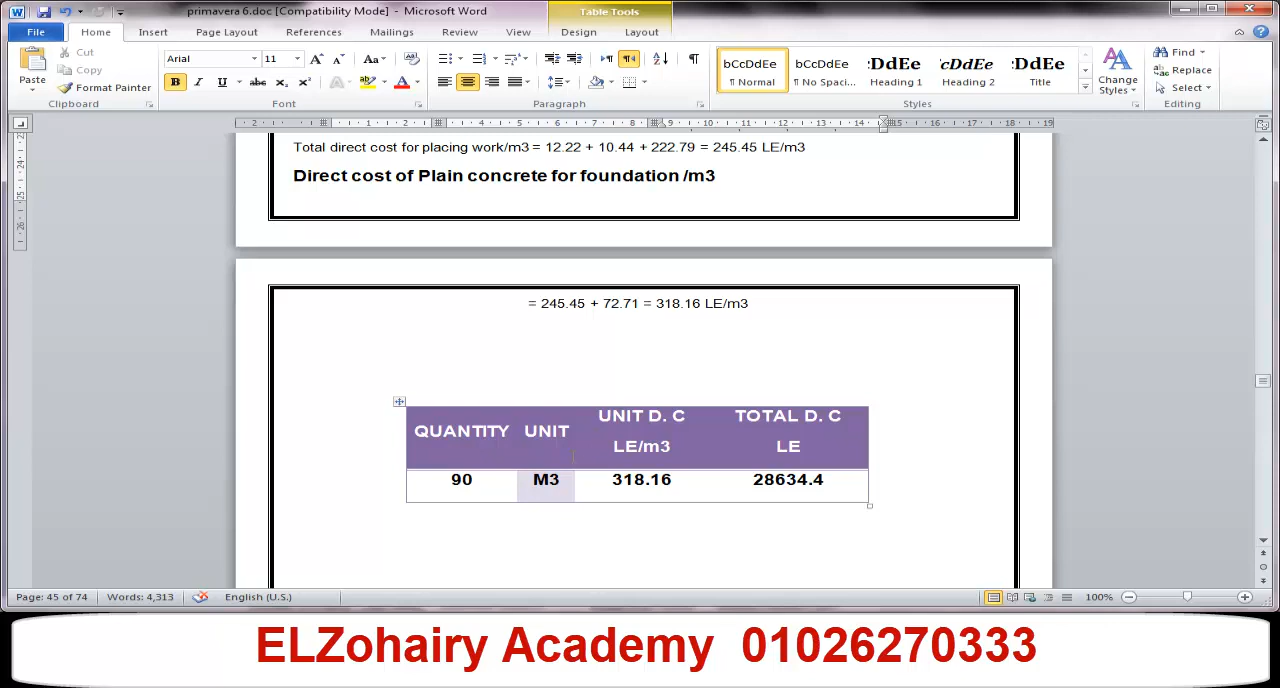 primavera 6.doc [Compatibility Mode] - Microsoft Word
Table Tools
File Home Insert Page Layout References Mailings Review View Design Layout
Paste
Cut
Copy
Format Painter
Clipboard
Arial 11
Font
Paragraph
Normal
No Spaci...
Heading 1
Heading 2
Title
Change Styles
Styles
Find
Replace
Select
Editing
Total direct cost for placing work/m3 = 12.22 + 10.44 + 222.79 = 245.45 LE/m3
Direct cost of Plain concrete for foundation /m3
= 245.45 + 72.71 = 318.16 LE/m3
QUANTITY UNIT UNIT D. C LE/m3 TOTAL D. C LE
90 M3 318.16 28634.4
Page: 45 of 74 Words: 4,313 English (U.S.) 100%
ELZohairy Academy 01026270333